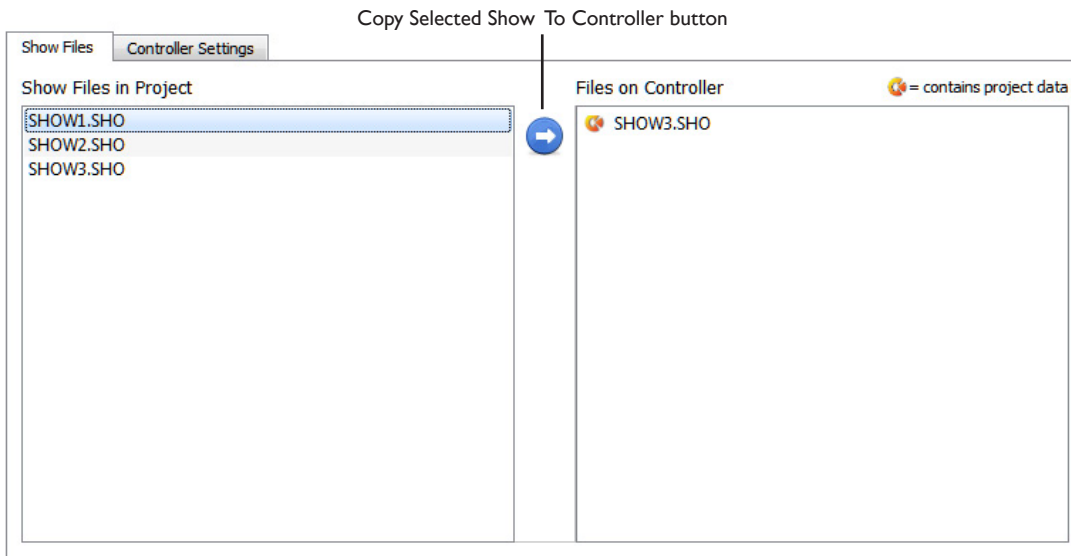 Copy Selected Show To Controller button
Show Files
Controller Settings
Show Files in Project
Files on Controller
= contains project data
SHOW1.SHO
SHOW2.SHO
SHOW3.SHO
SHOW3.SHO